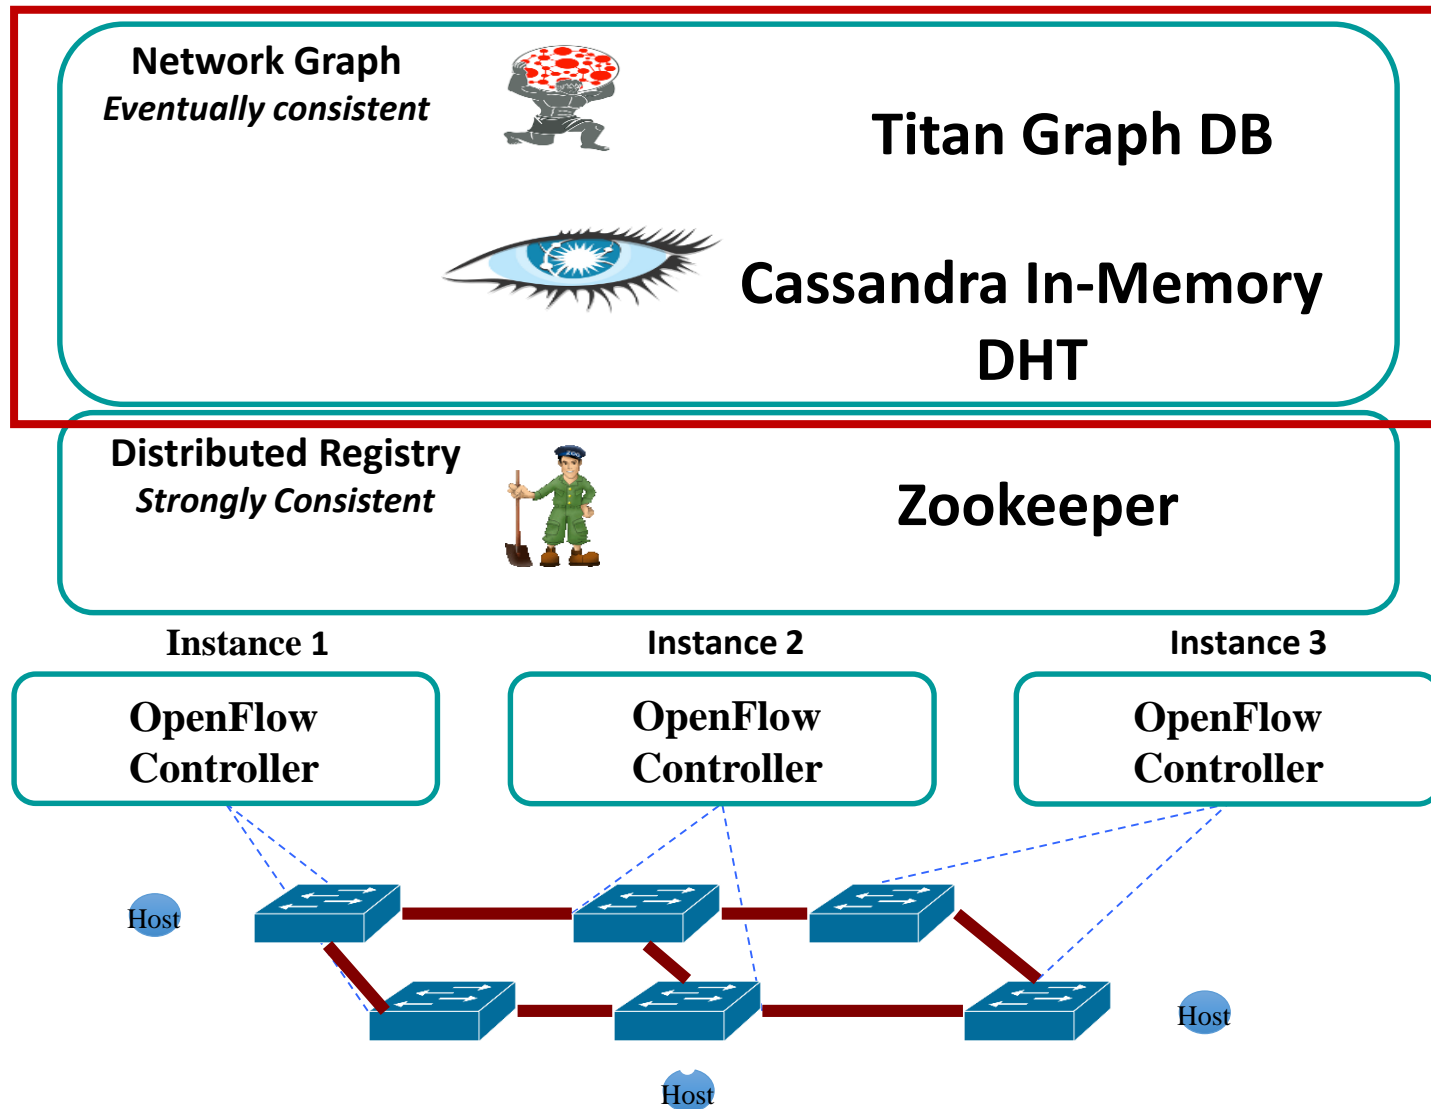 Network Graph
Eventually consistent
Titan Graph DB
Cassandra In-Memory
DHT
Distributed Registry
Strongly Consistent
Zookeeper
Instance 1
Instance 2
Instance 3
OpenFlow
Controller
OpenFlow
Controller
OpenFlow
Controller
Host
Host
Host